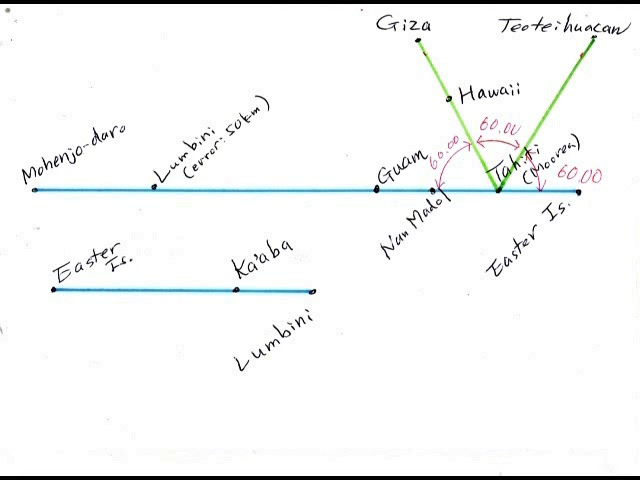 Giza
Teoteihuacan
Hawaii
60.00
60.00
60.00
Mohenjo-daro
Lumbini
(error: 50km)
Guam
Tahiti
(Moorea)
Nan Madol
Easter Is.
Easter
Is.
Ka'aba
Lumbini